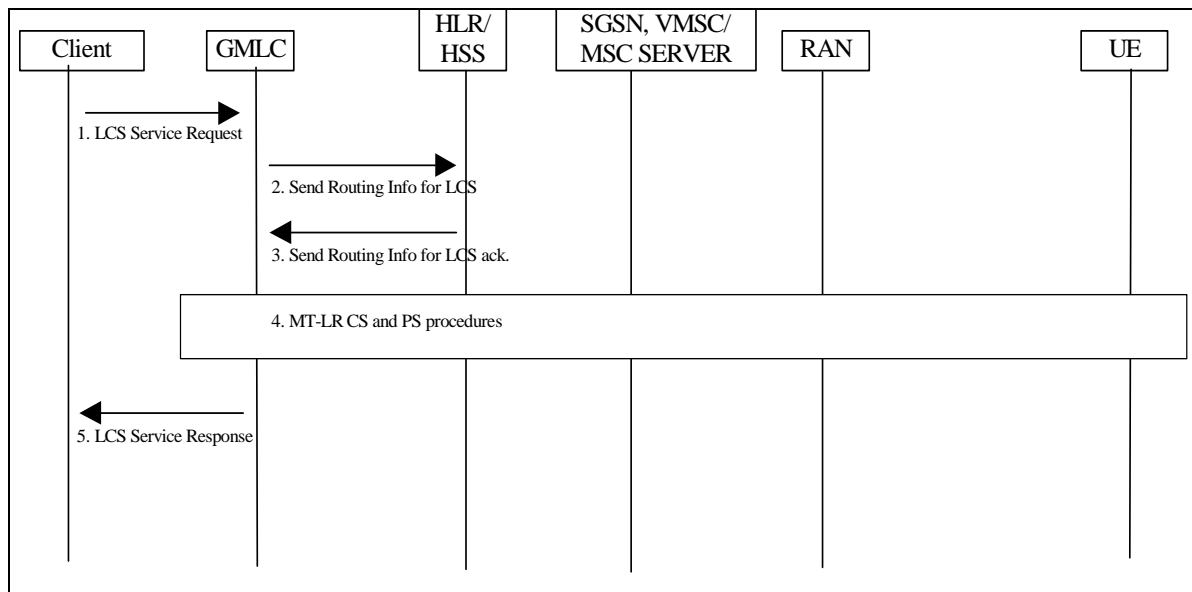 Client
GMLC
HLR/
HSS
SGSN, VMSC/
MSC SERVER
RAN
UE
1. LCS Service Request
2. Send Routing Info for LCS
3. Send Routing Info for LCS ack.
4. MT-LR CS and PS procedures
5. LCS Service Response